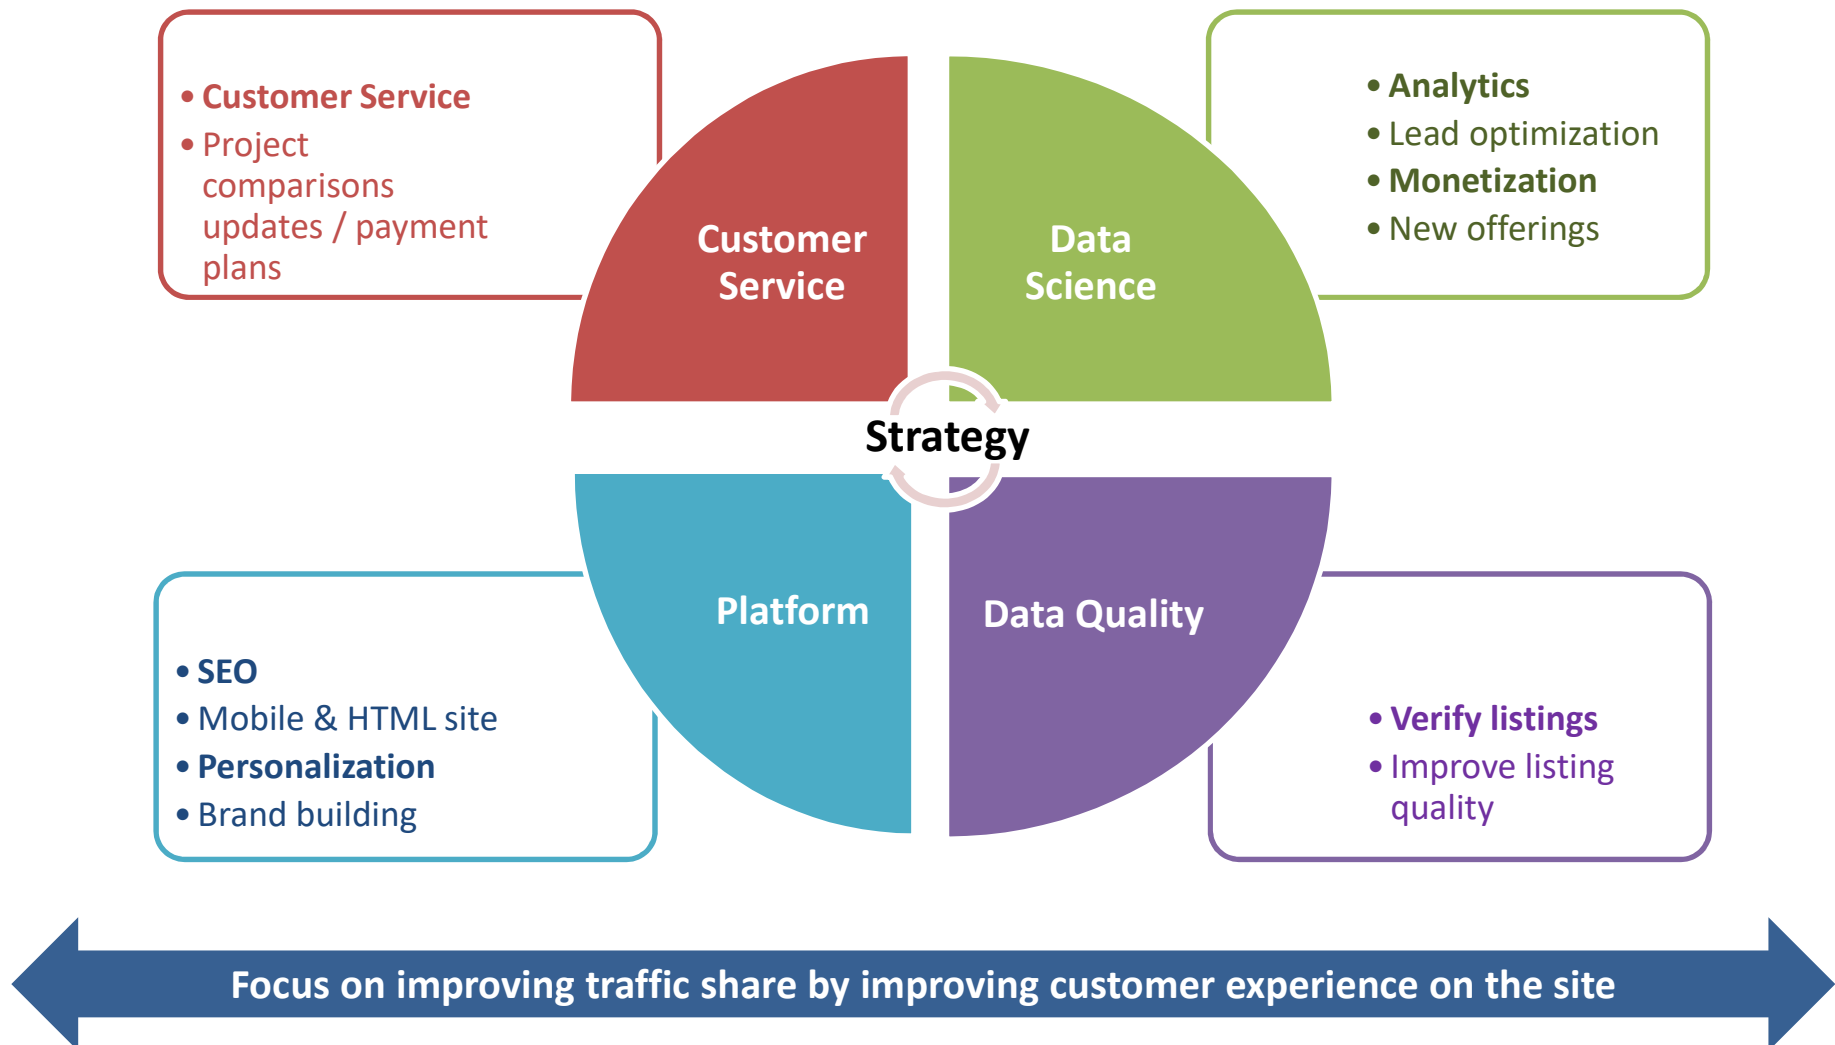 • Customer Service
• Project
comparisons
updates / payment
plans
Customer
Service
Data
Science
• Analytics
• Lead optimization
• Monetization
• New offerings
Strategy
• SEO
• Mobile & HTML site
• Personalization
• Brand building
Platform
Data Quality
• Verify listings
• Improve listing
quality
Focus on improving traffic share by improving customer experience on the site